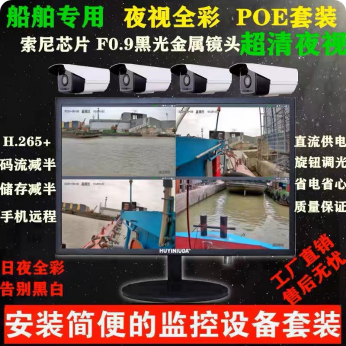 船舶专用 夜视全彩 POE套装
索尼芯片 F0.9黑光金属镜头 超清夜视
H.265+
码流减半
储存减半
手机远程
直流供电
旋钮调光
省电省心
质量保证
HUYINIUDA
日夜全彩
告别黑白
工厂直销
售后无忧
安装简便的监控设备套装